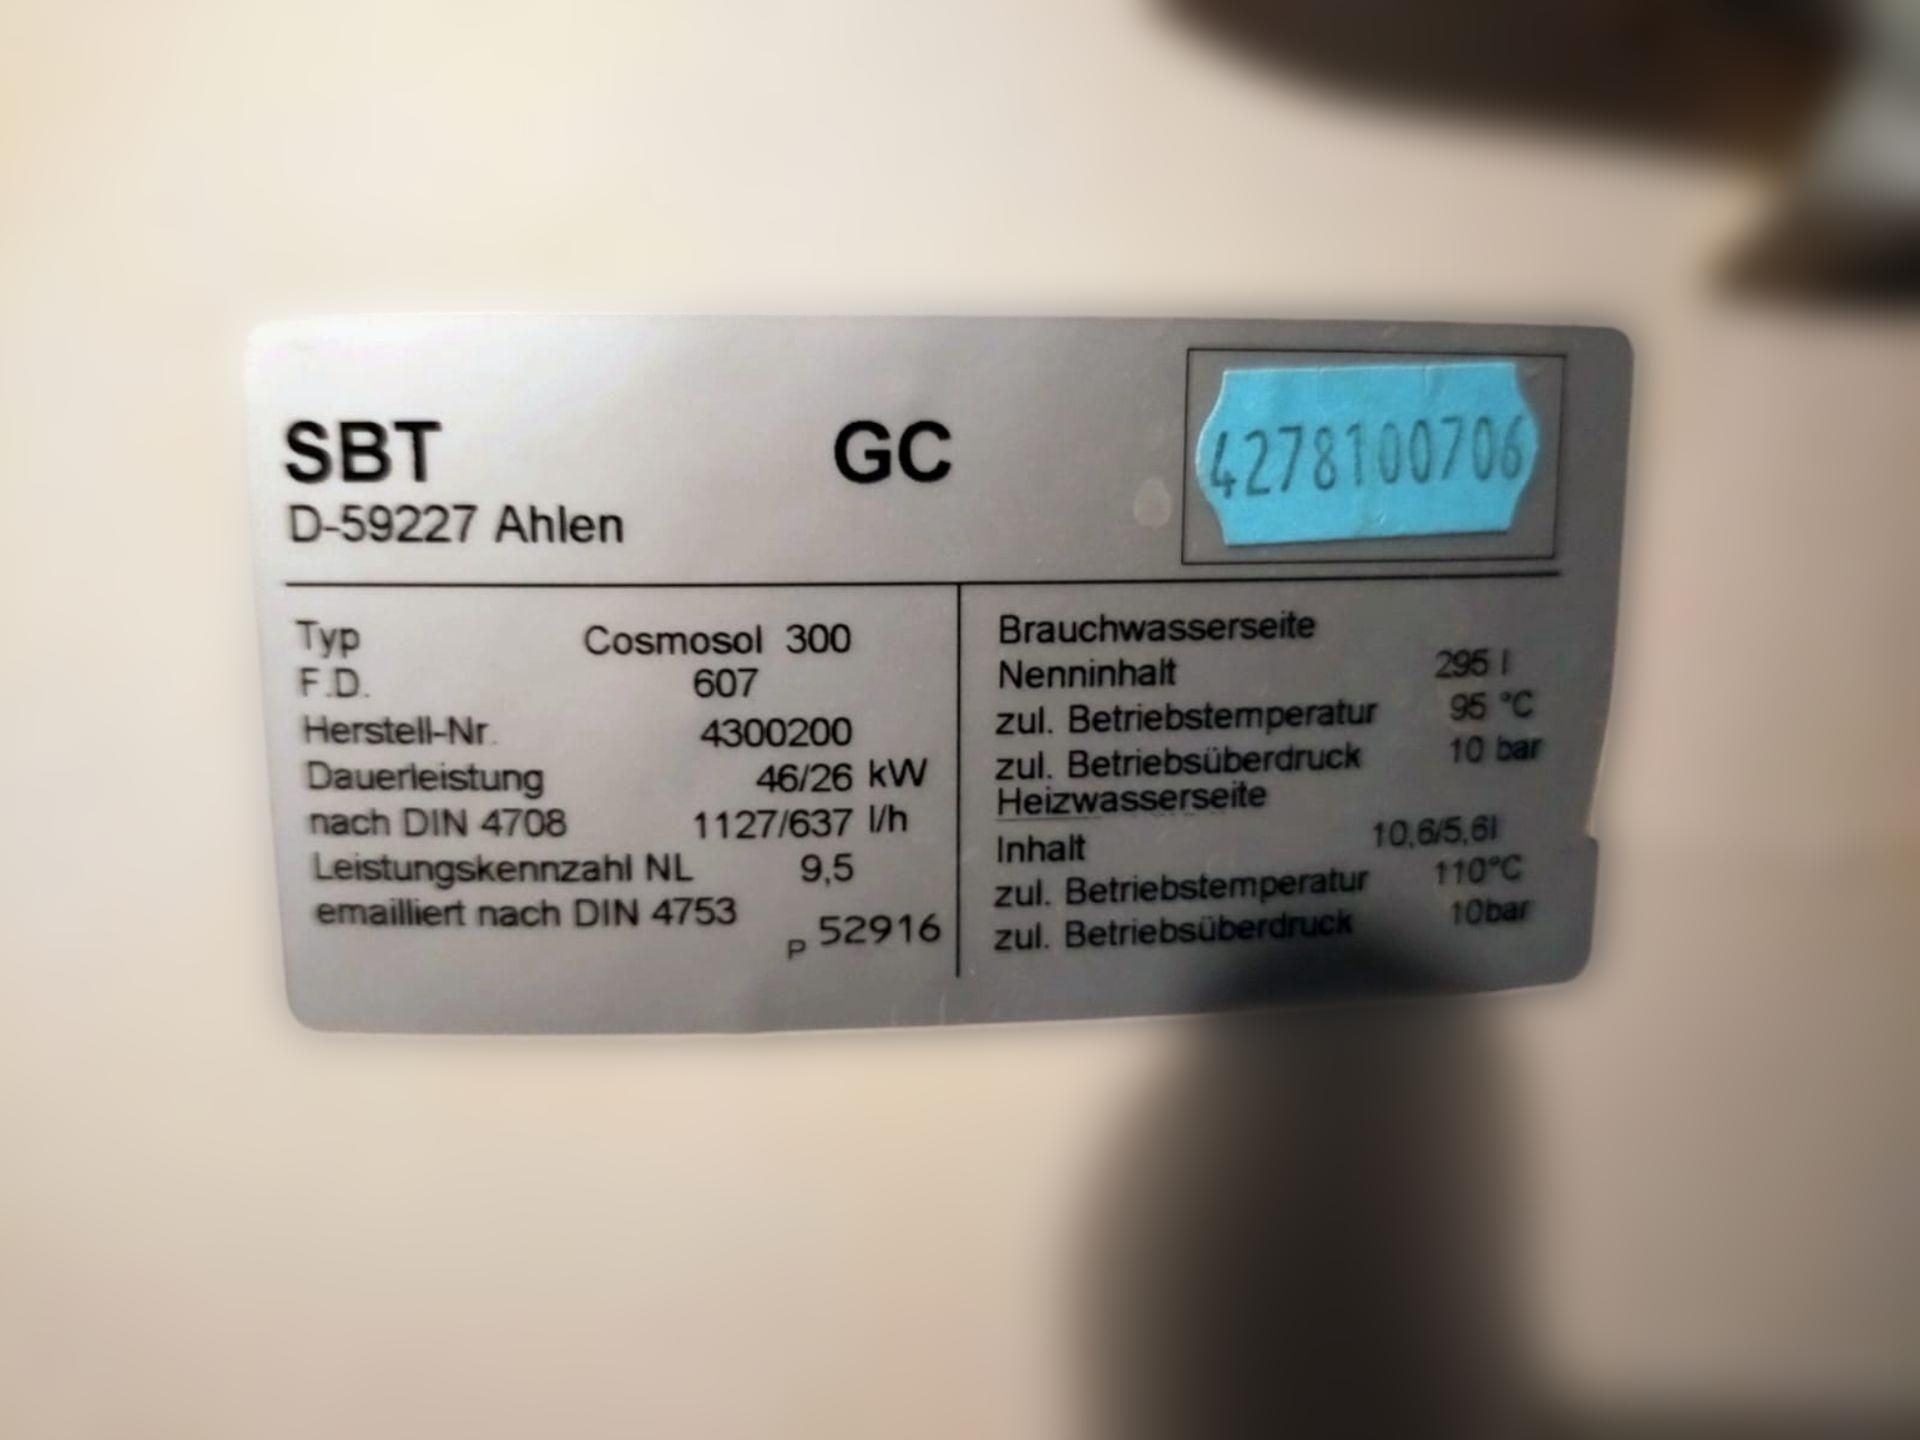 SBT GC 4278100706
D-59227 Ahlen
Typ Cosmosol 300
F.D. 607
Herstell-Nr. 4300200
Dauerleistung 46/26 kW
nach DIN 4708 1127/637 l/h
Leistungskennzahl NL 9,5
emailliert nach DIN 4753
P 52916
Brauchwasserseite
Nenninhalt 295 l
zul. Betriebstemperatur 95 °C
zul. Betriebsüberdruck 10 bar
Heizwasserseite
Inhalt 10,6/5,6l
zul. Betriebstemperatur 110°C
zul. Betriebsüberdruck 10bar